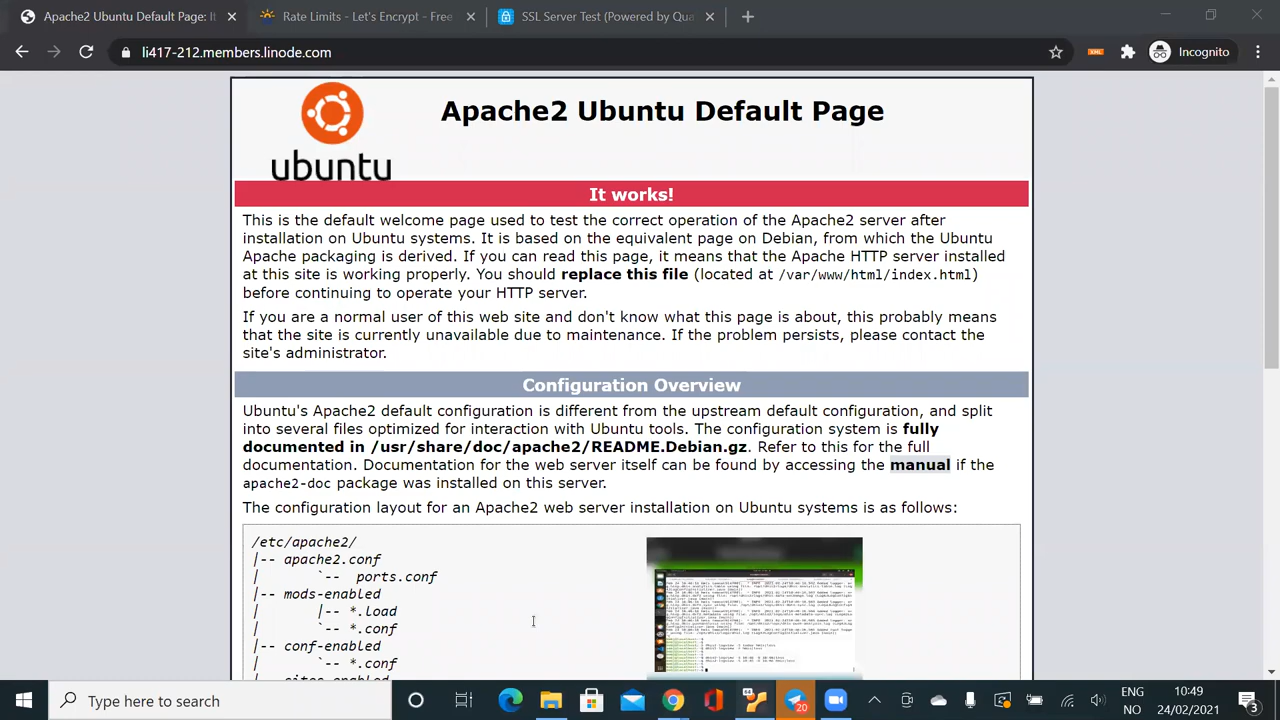 Apache2 Ubuntu Default Page: I
Rate Limits - Let's Encrypt - Free
SSL Server Test (Powered by Qua
li417-212.members.linode.com
Incognito
ubuntu
Apache2 Ubuntu Default Page
It works!
This is the default welcome page used to test the correct operation of the Apache2 server after
installation on Ubuntu systems. It is based on the equivalent page on Debian, from which the Ubuntu
Apache packaging is derived. If you can read this page, it means that the Apache HTTP server installed
at this site is working properly. You should replace this file (located at /var/www/html/index.html)
before continuing to operate your HTTP server.
If you are a normal user of this web site and don't know what this page is about, this probably means
that the site is currently unavailable due to maintenance. If the problem persists, please contact the
site's administrator.
Configuration Overview
Ubuntu's Apache2 default configuration is different from the upstream default configuration, and split
into several files optimized for interaction with Ubuntu tools. The configuration system is fully
documented in /usr/share/doc/apache2/README.Debian.gz. Refer to this for the full
documentation. Documentation for the web server itself can be found by accessing the manual if the
apache2-doc package was installed on this server.
The configuration layout for an Apache2 web server installation on Ubuntu systems is as follows:
/etc/apache2/
|-- apache2.conf
|       `--  ports.conf
|-- mods-enabled
|       |-- *.load
|       `-- *.conf
|-- conf-enabled
|       `-- *.conf
|-- sites-enabled
Type here to search
20
ENG
NO
10:49
24/02/2021
3